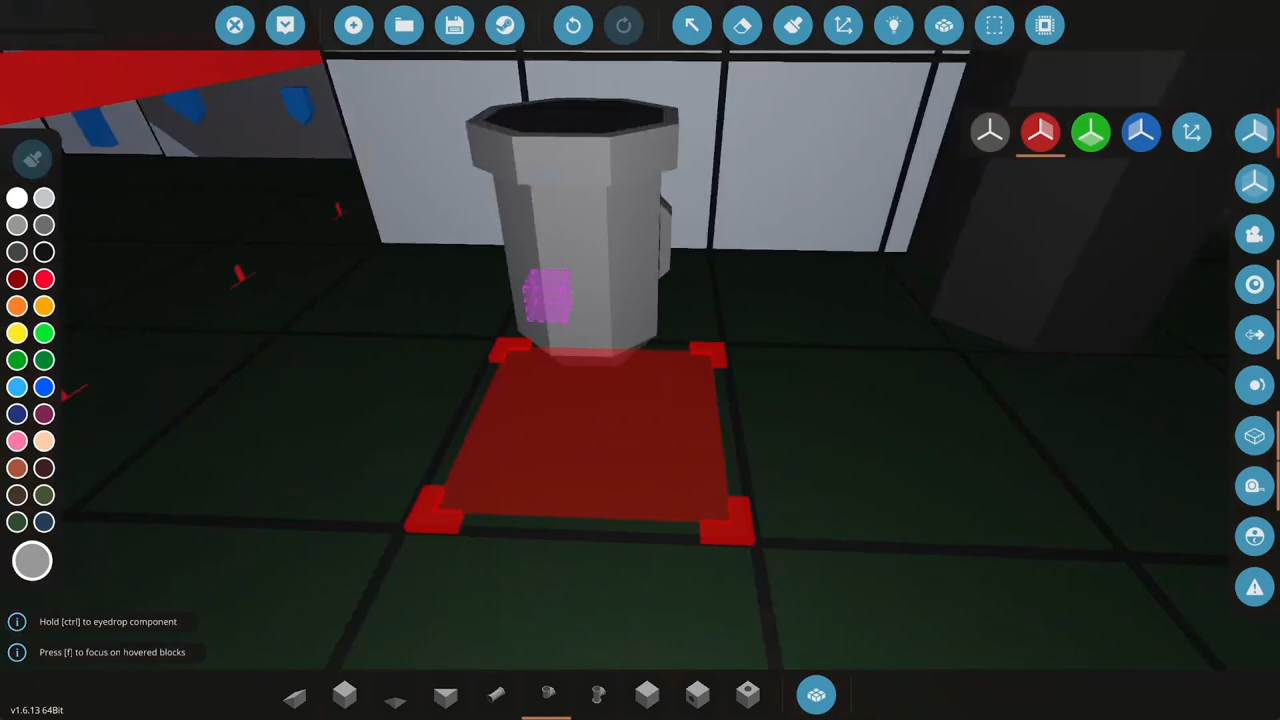 Hold [ctrl] to eyedrop component
Press [f] to focus on hovered blocks
v1.6.13 64Bit